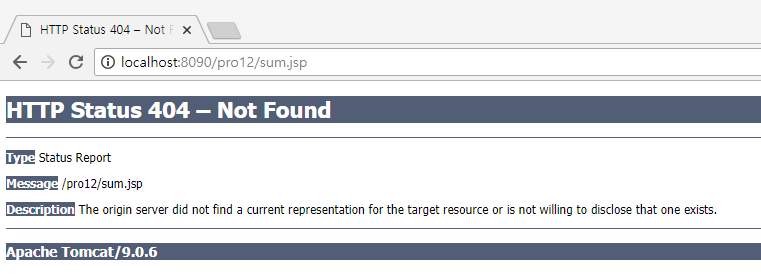 HTTP Status 404 – Not F
localhost:8090/pro12/sum.jsp
HTTP Status 404 – Not Found
Type Status Report
Message /pro12/sum.jsp
Description The origin server did not find a current representation for the target resource or is not willing to disclose that one exists.
Apache Tomcat/9.0.6